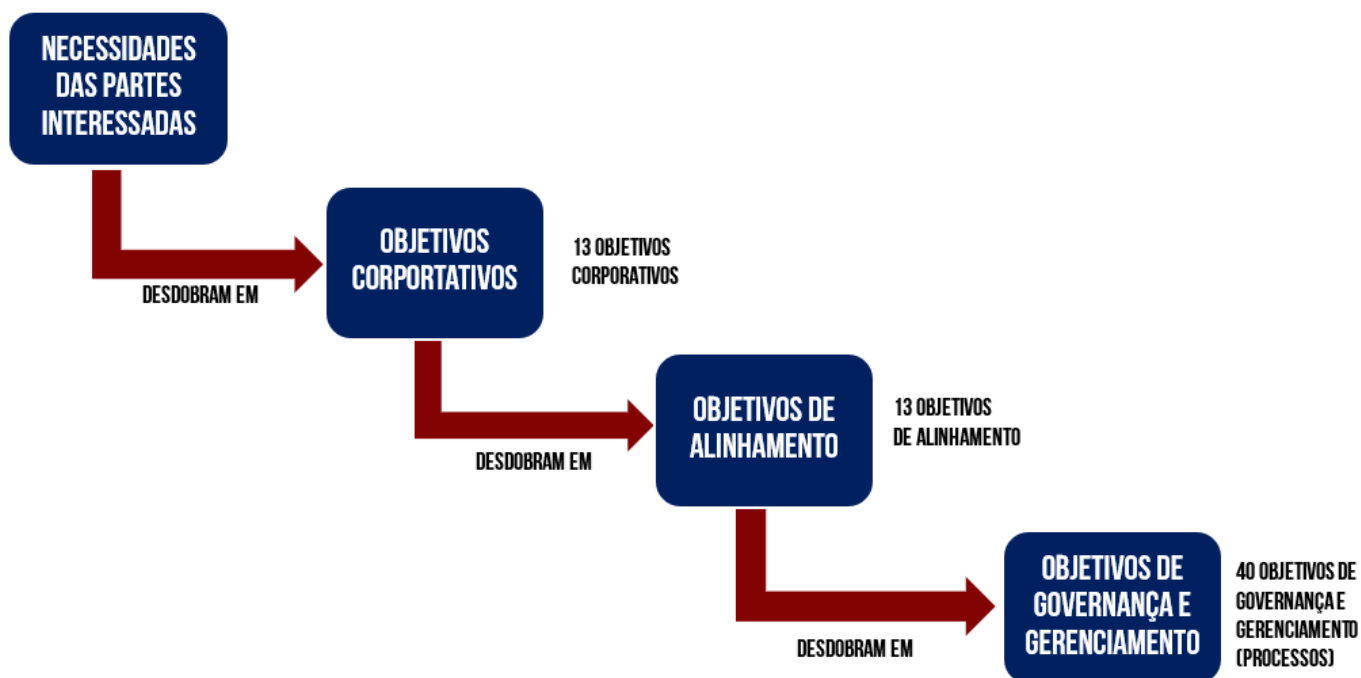 NECESSIDADES
DAS PARTES
INTERESSADAS
DESDOBRAM EM
OBJETIVOS
CORPORTATIVOS
13 OBJETIVOS
CORPORATIVOS
DESDOBRAM EM
OBJETIVOS DE
ALINHAMENTO
13 OBJETIVOS
DE ALINHAMENTO
DESDOBRAM EM
OBJETIVOS DE
GOVERNANÇA E
GERENCIAMENTO
40 OBJETIVOS DE
GOVERNANÇA E
GERENCIAMENTO
(PROCESSOS)